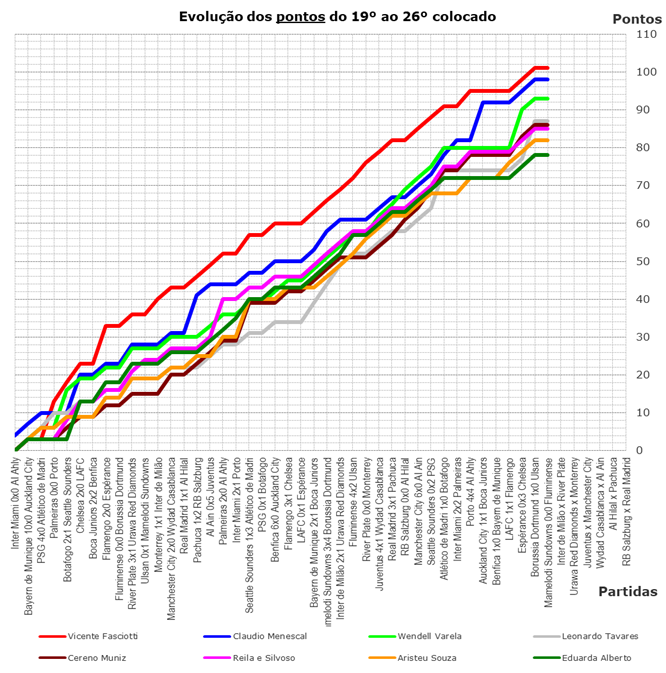 Evolução dos pontos do 19º ao 26º colocado
Pontos
110
100
90
80
70
60
50
40
30
20
10
0
Inter Miami 0x0 Al Ahly
Bayern de Munique 10x0 Auckland City
PSG 4x0 Atlético de Madri
Palmeiras 0x0 Porto
Botafogo 2x1 Seattle Sounders
Chelsea 2x0 LAFC
Boca Juniors 2x2 Benfica
Flamengo 2x0 Espérance
Fluminense 0x0 Borussia Dortmund
River Plate 3x1 Urawa Red Diamonds
Ulsan 0x1 Mamelodi Sundowns
Monterrey 1x1 Inter de Milão
Manchester City 2x0 Wydad Casablanca
Real Madrid 1x1 Al Hilal
Pachuca 1x2 RB Salzburg
Al Ain 0x5 Juventus
Palmeiras 2x0 Al Ahly
Inter Miami 2x1 Porto
Seattle Sounders 1x3 Atlético de Madri
PSG 0x1 Botafogo
Benfica 6x0 Auckland City
Flamengo 3x1 Chelsea
LAFC 0x1 Espérance
Bayern de Munique 2x1 Boca Juniors
amelodi Sundowns 3x4 Borussia Dortmund
Inter de Milão 2x1 Urawa Red Diamonds
Fluminense 4x2 Ulsan
River Plate 0x0 Monterrey
Juventus 4x1 Wydad Casablanca
Real Madrid 3x1 Pachuca
RB Salzburg 0x0 Al Hilal
Manchester City 6x0 Al Ain
Seattle Sounders 0x2 PSG
Atlético de Madri 1x0 Botafogo
Inter Miami 2x2 Palmeiras
Porto 4x4 Al Ahly
Auckland City 1x1 Boca Juniors
Benfica 1x0 Bayern de Munique
LAFC 1x1 Flamengo
Espérance 0x3 Chelsea
Borussia Dortmund 1x0 Ulsan
Mamelodi Sundowns 0x0 Fluminense
Inter de Milão x River Plate
Urawa Red Diamonds x Monterrey
Juventus x Manchester City
Wydad Casablanca x Al Ain
Al Hilal x Pachuca
RB Salzburg x Real Madrid
Partidas
Vicente Fasciotti
Claudio Menescal
Wendell Varela
Leonardo Tavares
Cereno Muniz
Reila e Silvoso
Aristeu Souza
Eduarda Alberto